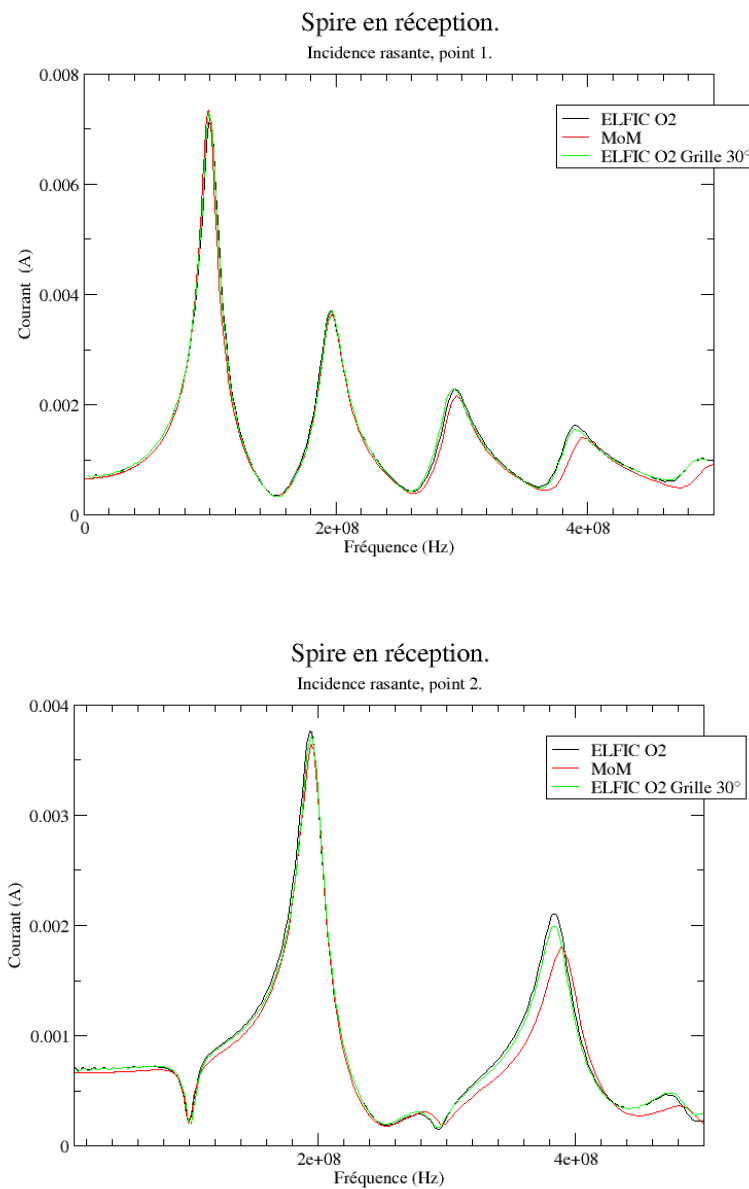 Spire en réception.
Incidence rasante, point 1.
0.008
ELFIC O2
MoM
ELFIC O2 Grille 30°
0.006
Courant (A)
0.004
0.002
0
0
2e+08
4e+08
Fréquence (Hz)
Spire en réception.
Incidence rasante, point 2.
0.004
ELFIC O2
MoM
ELFIC O2 Grille 30°
0.003
Courant (A)
0.002
0.001
0
2e+08
4e+08
Fréquence (Hz)